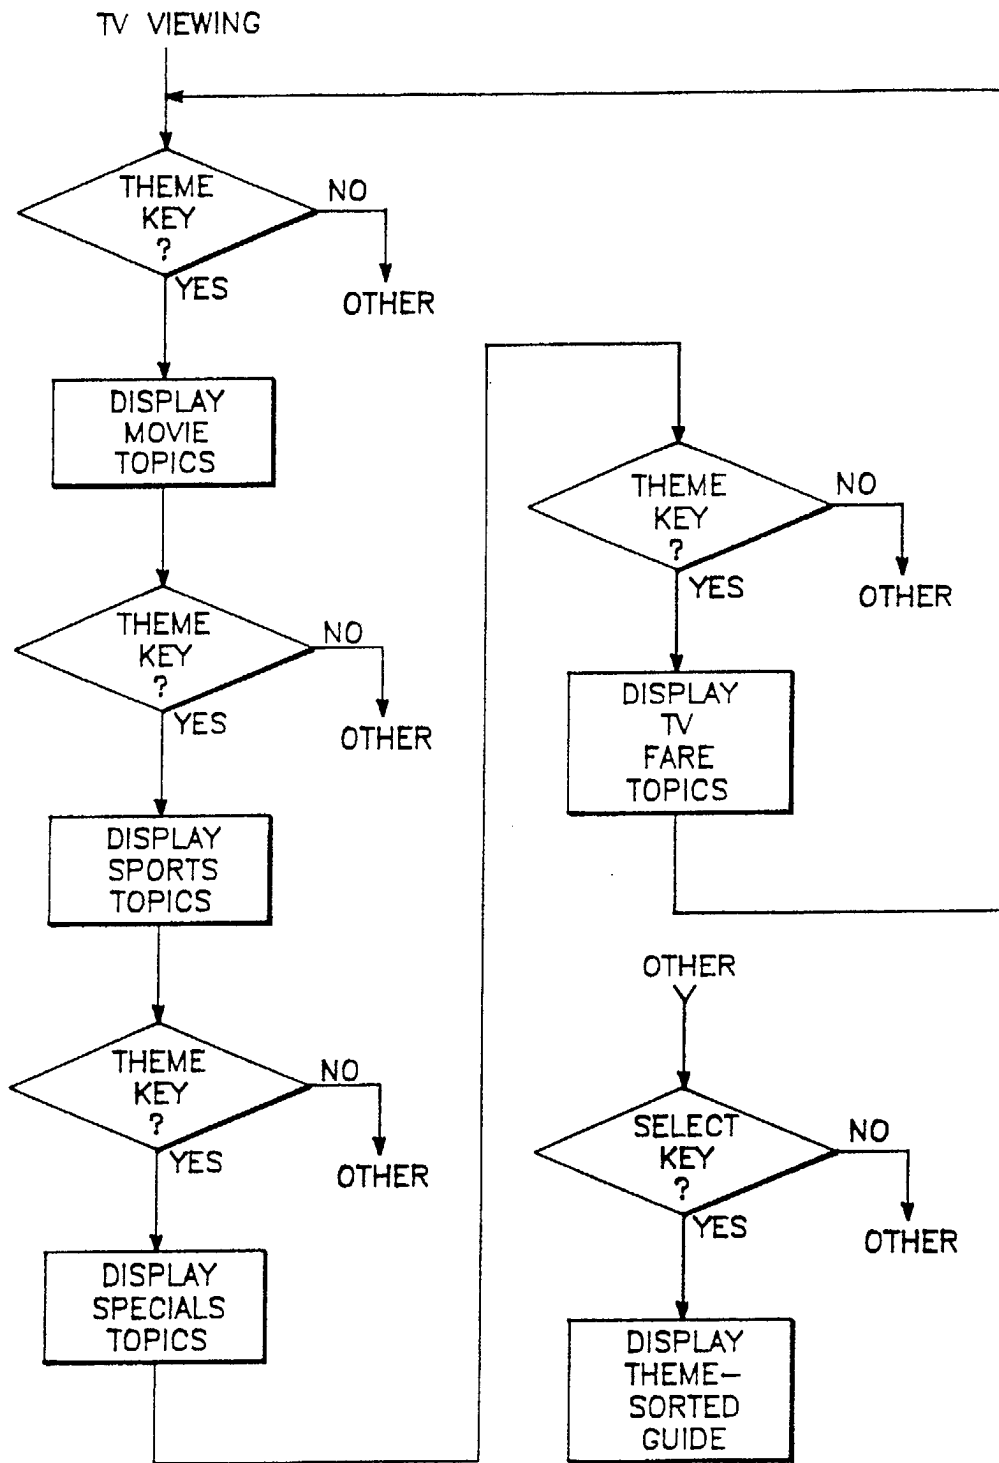 TV VIEWING
THEME
KEY
?
NO
YES
OTHER
DISPLAY
MOVIE
TOPICS
THEME
KEY
?
NO
YES
OTHER
DISPLAY
SPORTS
TOPICS
THEME
KEY
?
NO
YES
OTHER
DISPLAY
SPECIALS
TOPICS
THEME
KEY
?
NO
YES
OTHER
DISPLAY
TV
FARE
TOPICS
OTHER
SELECT
KEY
?
NO
YES
OTHER
DISPLAY
THEME-
SORTED
GUIDE